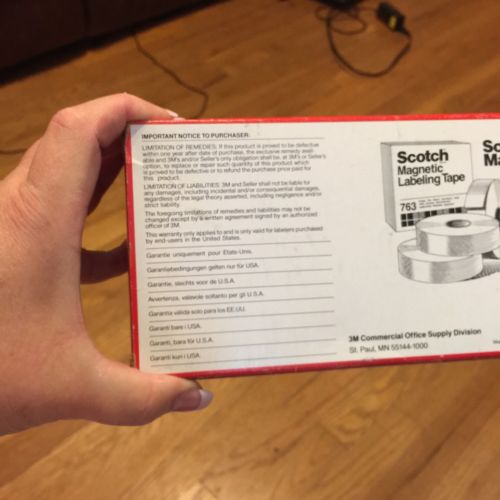 IMPORTANT NOTICE TO PURCHASER:
LIMITATION OF REMEDIES: If this product is proved to be defective
within one year after date of purchase, the exclusive remedy avail-
able and 3M's and/or Seller's only obligation shall be, at 3M's or Seller's
option, to replace or repair such quantity of this product which
is proved to be defective or to refund the purchase price paid for
this product.
LIMITATION OF LIABILITIES: 3M and Seller shall not be liable for
any damages, including incidental and/or consequential damages,
regardless of the legal theory asserted, including negligence and/or
strict liability.
The foregoing limitations of remedies and liabilities may not be
changed except by a written agreement signed by an authorized
officer of 3M.
This warranty only applies to and is only valid for labelers purchased
by end-users in the United States.
Garantie uniquement pour Etats-Unis.
Garantiebedingungen gelten nur für USA.
Garantie, slechts voor de U.S.A.
Avvertenza, valevole soltanto per gli U.S.A.
Garantia válida solo para los EE.UU.
Garanti bare i USA.
Garanti, bara för U.S.A.
Garanti kun i USA.
Scotch
Magnetic
Labeling Tape
763
Sc
Ma
3M Commercial Office Supply Division
St. Paul, MN 55144-1000